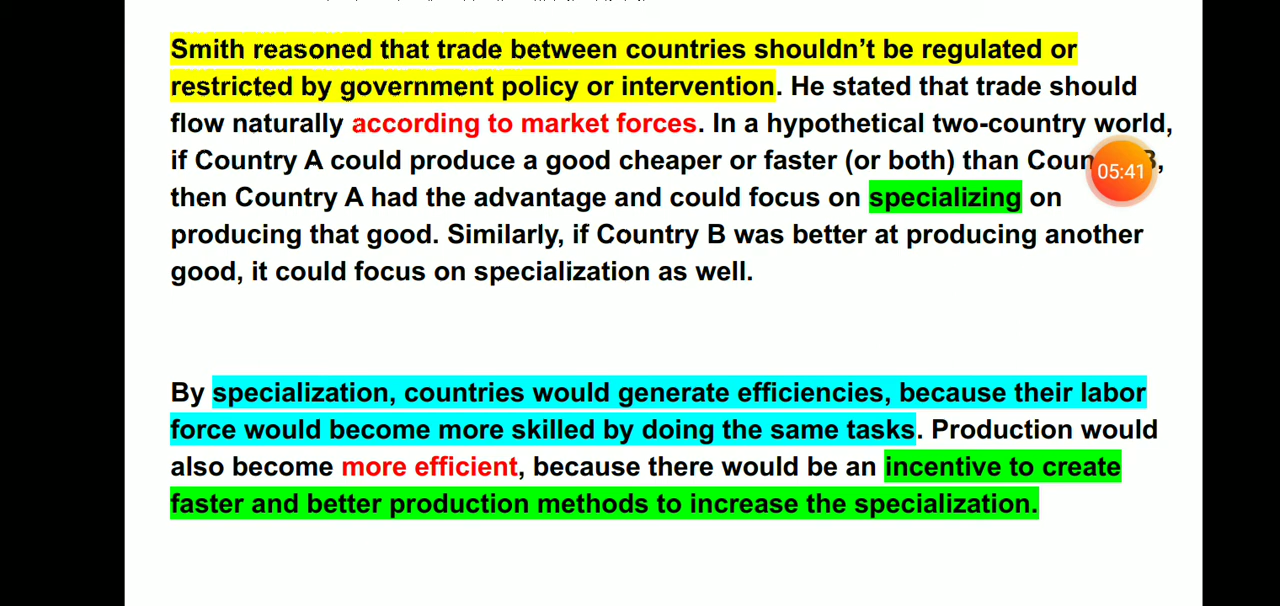 Smith reasoned that trade between countries shouldn't be regulated or
restricted by government policy or intervention. He stated that trade should
flow naturally according to market forces. In a hypothetical two-country world,
if Country A could produce a good cheaper or faster (or both) than
05:41
then Country A had the advantage and could focus on specializing on
producing that good. Similarly, if Country B was better at producing another
good, it could focus on specialization as well.
By specialization, countries would generate efficiencies, because their labor
force would become more skilled by doing the same tasks. Production would
also become more efficient, because there would be an incentive to create
faster and better production methods to increase the specialization.